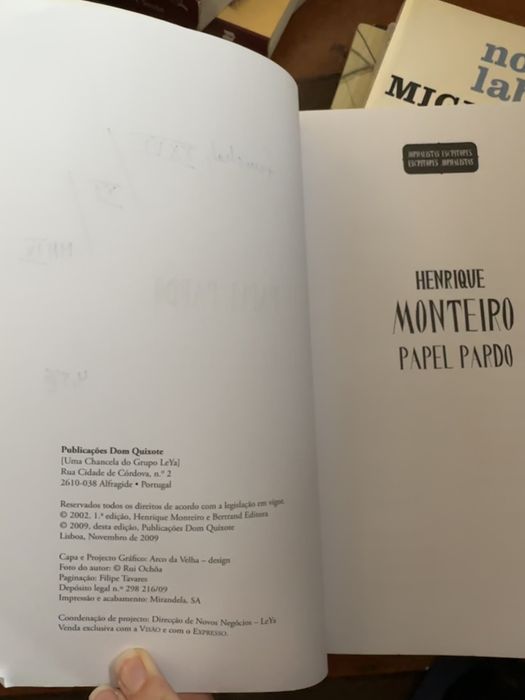 Publicações Dom Quixote
[Uma Chancela do Grupo LeYa]
Rua Cidade de Córdova, n.º 2
2610-038 Alfragide • Portugal
Reservados todos os direitos de acordo com a legislação em vigor.
© 2002, 1.ª edição, Henrique Monteiro e Bertrand Editora
© 2009, desta edição, Publicações Dom Quixote
Lisboa, Novembro de 2009
Capa e Projecto Gráfico: Arco da Velha – design
Foto do autor: © Rui Ochôa
Paginação: Filipe Tavares
Depósito legal n.º 298 216/09
Impressão e acabamento: Mirandela, SA
Coordenação de projecto: Direcção de Novos Negócios – LeYa
Venda exclusiva com a VISÃO e com o EXPRESSO.
JORNALISTAS ESCRITORES
ESCRITORES JORNALISTAS
HENRIQUE
MONTEIRO
PAPEL PARDO